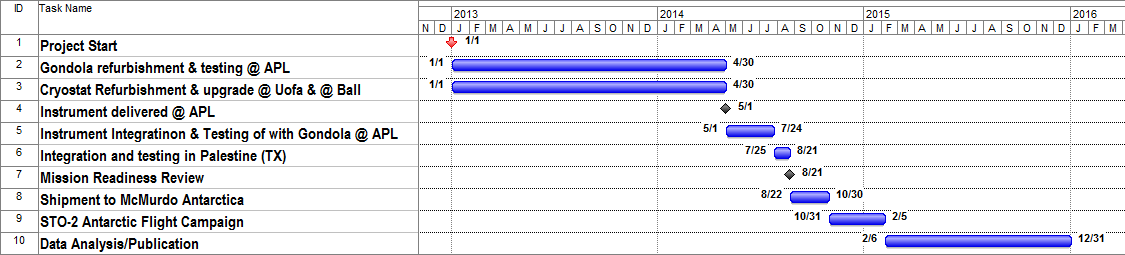 ID Task Name 2013 2014 2015 2016
N D J F M A M J J A S O N D J F M A M J J A S O N D J F M A M J J A S O N D J F M
1 Project Start 1/1
2 Gondola refurbishment & testing @ APL 1/1 4/30
3 Cryostat Refurbishment & upgrade @ Uofa & @ Ball 1/1 4/30
4 Instrument delivered @ APL 5/1
5 Instrument Integratinon & Testing of with Gondola @ APL 5/1 7/24
6 Integration and testing in Palestine (TX) 7/25 8/21
7 Mission Readiness Review 8/21
8 Shipment to McMurdo Antarctica 8/22 10/30
9 STO-2 Antarctic Flight Campaign 10/31 2/5
10 Data Analysis/Publication 2/6 12/31